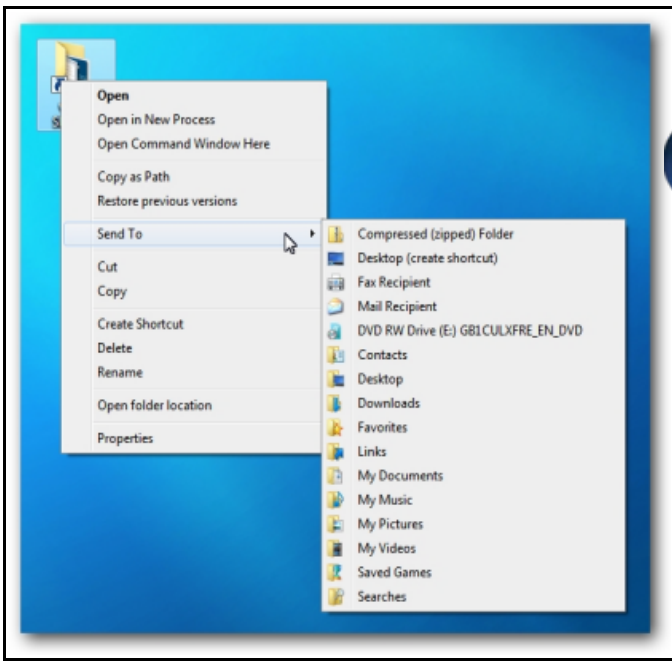 Open
Open in New Process
Open Command Window Here
Copy as Path
Restore previous versions
Send To
Cut
Copy
Create Shortcut
Delete
Rename
Open folder location
Properties
Compressed (zipped) Folder
Desktop (create shortcut)
Fax Recipient
Mail Recipient
DVD RW Drive (E:) GB1CULXFRE_EN_DVD
Contacts
Desktop
Downloads
Favorites
Links
My Documents
My Music
My Pictures
My Videos
Saved Games
Searches